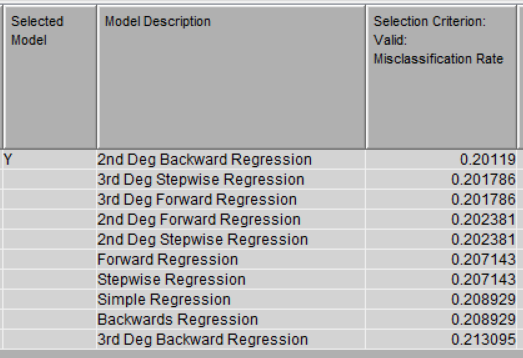 Selected Model Model Description Selection Criterion: Valid: Misclassification Rate
Y 2nd Deg Backward Regression 0.20119
3rd Deg Stepwise Regression 0.201786
3rd Deg Forward Regression 0.201786
2nd Deg Forward Regression 0.202381
2nd Deg Stepwise Regression 0.202381
Forward Regression 0.207143
Stepwise Regression 0.207143
Simple Regression 0.208929
Backwards Regression 0.208929
3rd Deg Backward Regression 0.213095